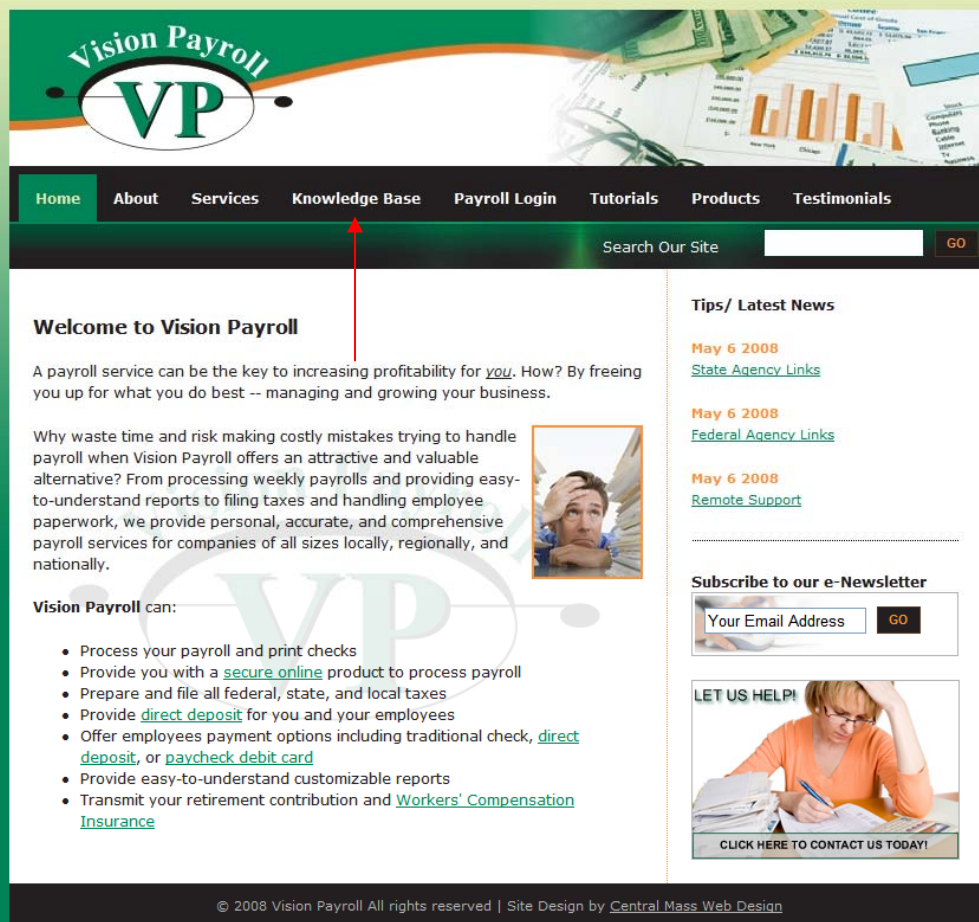 Vision Payroll
VP
Home About Services Knowledge Base Payroll Login Tutorials Products Testimonials
Search Our Site GO
Welcome to Vision Payroll
A payroll service can be the key to increasing profitability for you. How? By freeing
you up for what you do best -- managing and growing your business.
Why waste time and risk making costly mistakes trying to handle
payroll when Vision Payroll offers an attractive and valuable
alternative? From processing weekly payrolls and providing easy-
to-understand reports to filing taxes and handling employee
paperwork, we provide personal, accurate, and comprehensive
payroll services for companies of all sizes locally, regionally, and
nationally.
Vision Payroll can:
• Process your payroll and print checks
• Provide you with a secure online product to process payroll
• Prepare and file all federal, state, and local taxes
• Provide direct deposit for you and your employees
• Offer employees payment options including traditional check, direct
deposit, or paycheck debit card
• Provide easy-to-understand customizable reports
• Transmit your retirement contribution and Workers' Compensation
Insurance
Vision Payroll
VP
Tips/ Latest News
May 6 2008
State Agency Links
May 6 2008
Federal Agency Links
May 6 2008
Remote Support
Subscribe to our e-Newsletter
Your Email Address GO
LET US HELP!
CLICK HERE TO CONTACT US TODAY!
© 2008 Vision Payroll All rights reserved | Site Design by Central Mass Web Design